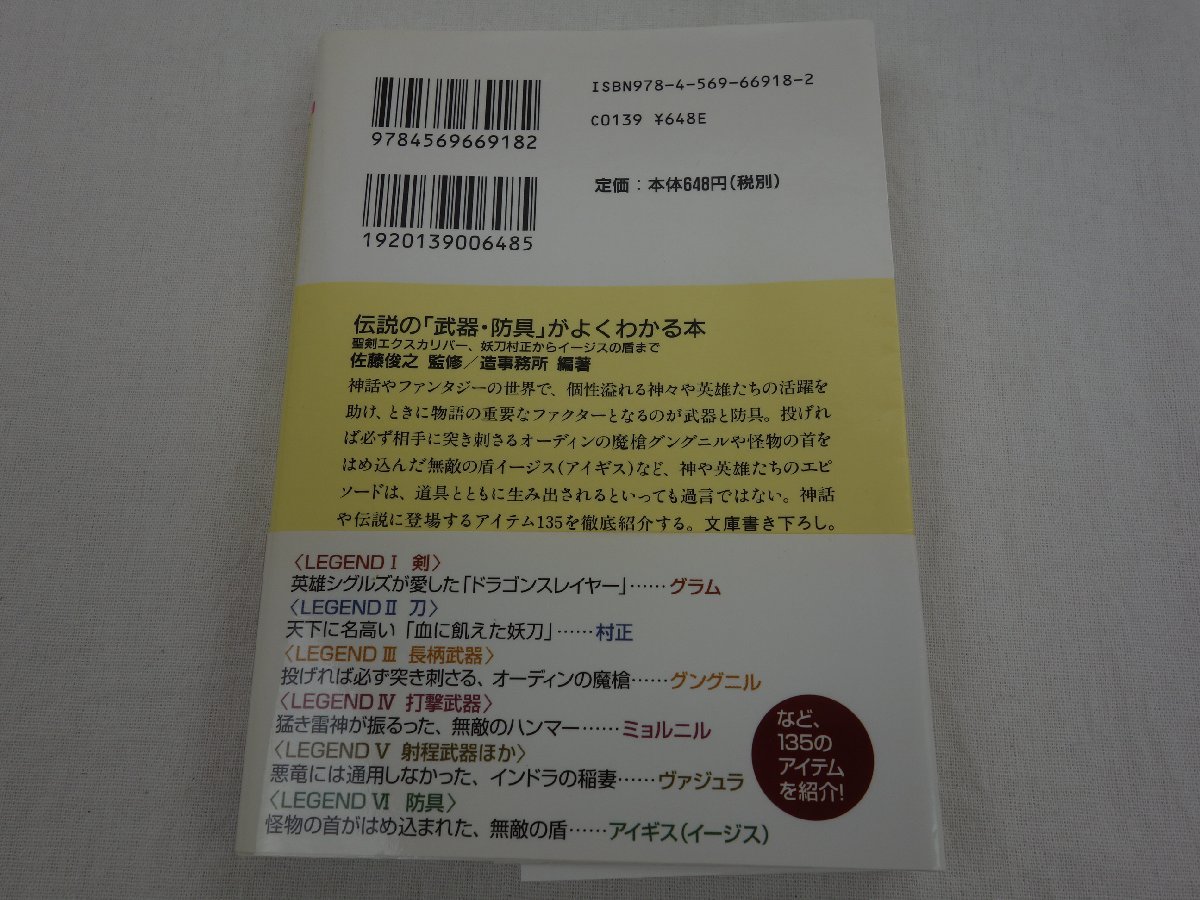 ISBN978-4-569-66918-2
9784569669182
C0139 ¥648E
定価：本体648円(税別)
1920139006485
伝説の「武器・防具」がよくわかる本
聖剣エクスカリバー、妖刀村正からイージスの盾まで
佐藤俊之 監修／造事務所 編著
神話やファンタジーの世界で、個性溢れる神々や英雄たちの活躍を
助け、ときに物語の重要なファクターとなるのが武器と防具。投げれ
ば必ず相手に突き刺さるオーディンの魔槍グングニルや怪物の首を
はめ込んだ無敵の盾イージス(アイギス)など、神や英雄たちのエピ
ソードは、道具とともに生み出されるといっても過言ではない。神話
や伝説に登場するアイテム135を徹底紹介する。文庫書き下ろし。
〈LEGEND Ⅰ 剣〉
英雄シグルズが愛した「ドラゴンスレイヤー」……グラム
〈LEGEND Ⅱ 刀〉
天下に名高い「血に飢えた妖刀」……村正
〈LEGEND Ⅲ 長柄武器〉
投げれば必ず突き刺さる、オーディンの魔槍……グングニル
〈LEGEND Ⅳ 打撃武器〉
猛き雷神が振るった、無敵のハンマー……ミョルニル
〈LEGEND Ⅴ 射程武器ほか〉
悪竜には通用しなかった、インドラの稲妻……ヴァジュラ
〈LEGEND Ⅵ 防具〉
怪物の首がはめ込まれた、無敵の盾……アイギス(イージス)
など、
135の
アイテム
を紹介!